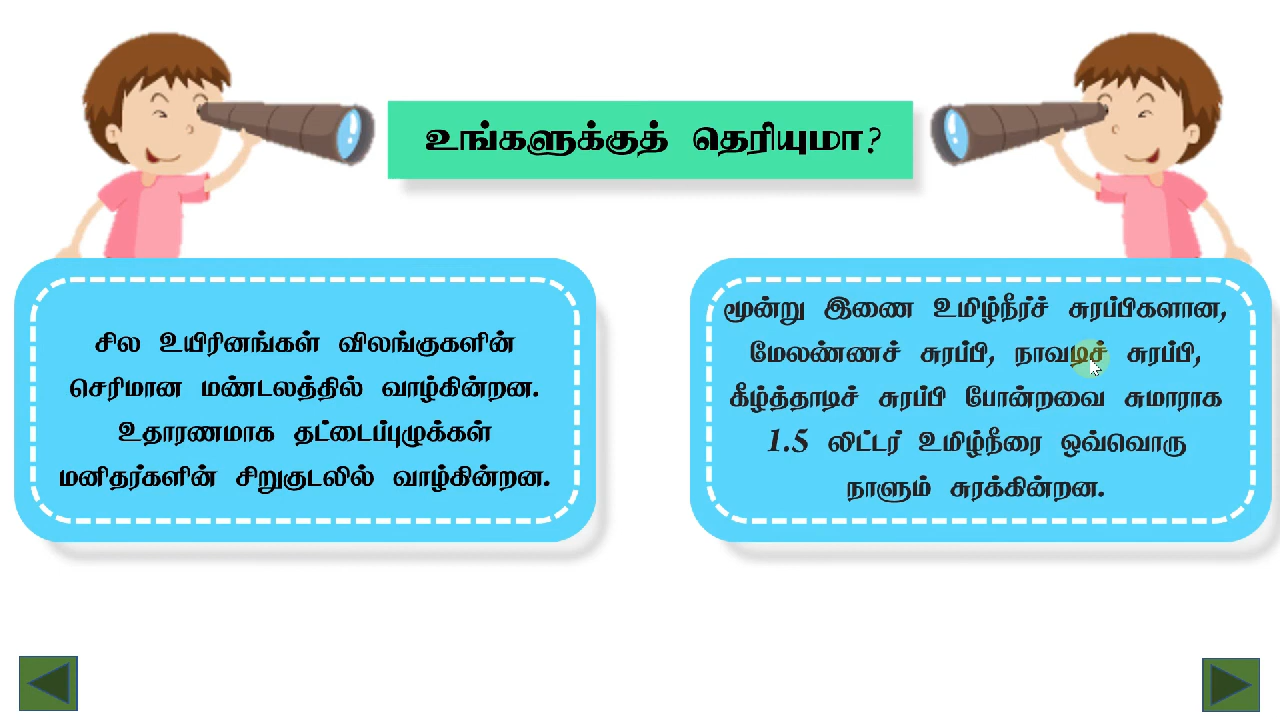 உங்களுக்குத் தெரியுமா?
சில உயிரினங்கள் விலங்குகளின்
செரிமான மண்டலத்தில் வாழ்கின்றன.
உதாரணமாக தட்டைப்புழுக்கள்
மனிதர்களின் சிறுகுடலில் வாழ்கின்றன.
மூன்று இணை உமிழ்நீர்ச் சுரப்பிகளான,
மேலண்ணச் சுரப்பி, நாவடிச் சுரப்பி,
கீழ்த்தாடிச் சுரப்பி போன்றவை சுமாராக
1.5 லிட்டர் உமிழ்நீரை ஒவ்வொரு
நாளும் சுரக்கின்றன.